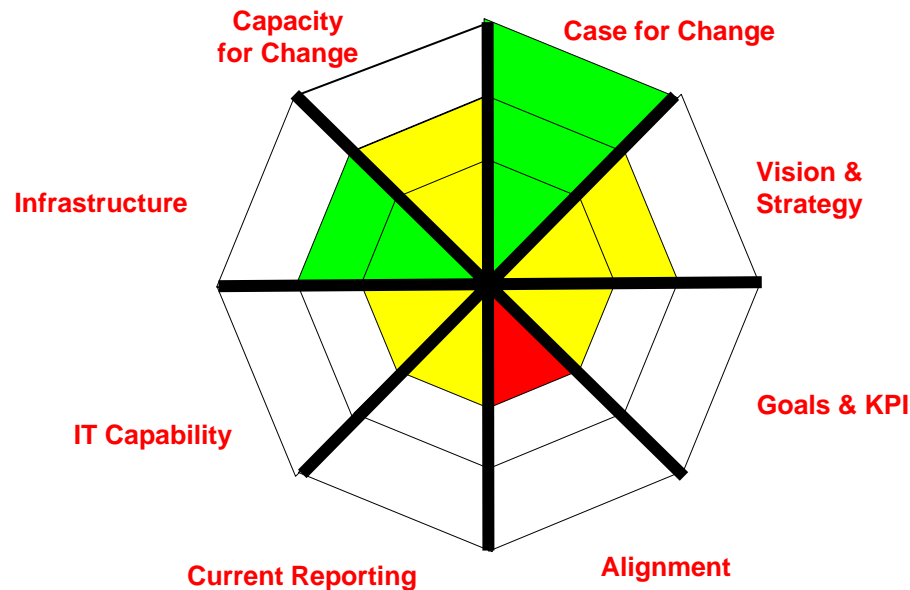 Capacity
for Change
Case for Change
Vision &
Strategy
Infrastructure
Goals & KPI
IT Capability
Alignment
Current Reporting